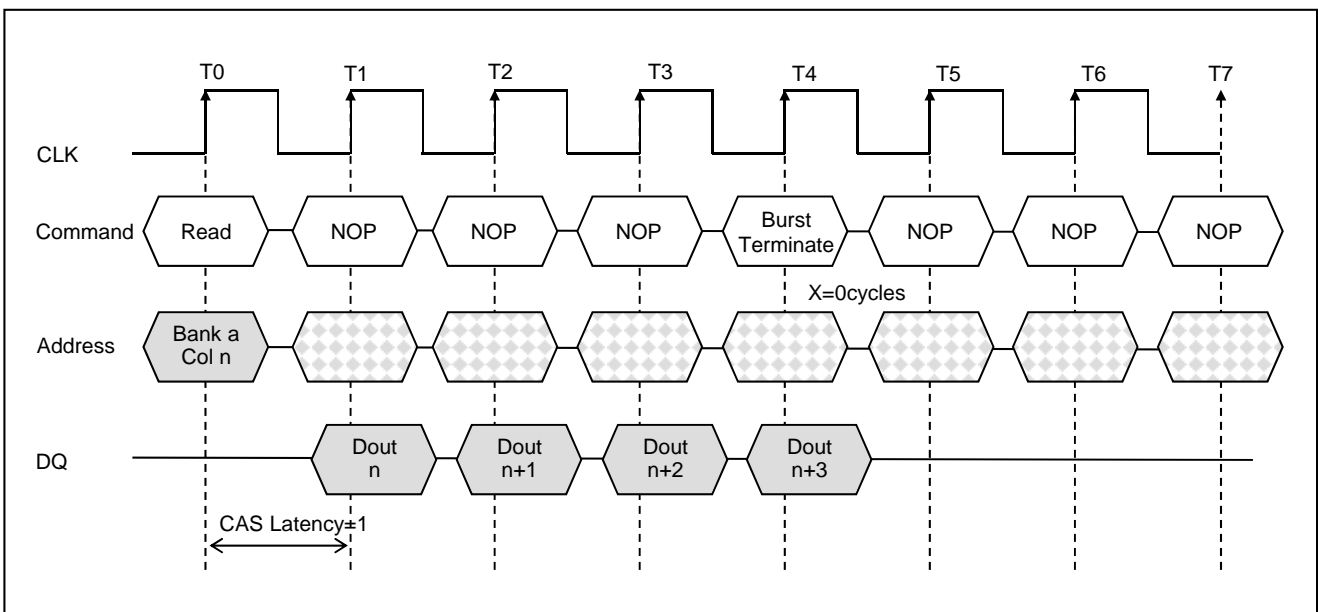 T0 T1 T2 T3 T4 T5 T6 T7
CLK
Command Read NOP NOP NOP Burst Terminate NOP NOP NOP
X=0cycles
Address Bank a Col n
DQ Dout n Dout n+1 Dout n+2 Dout n+3
CAS Latency=1